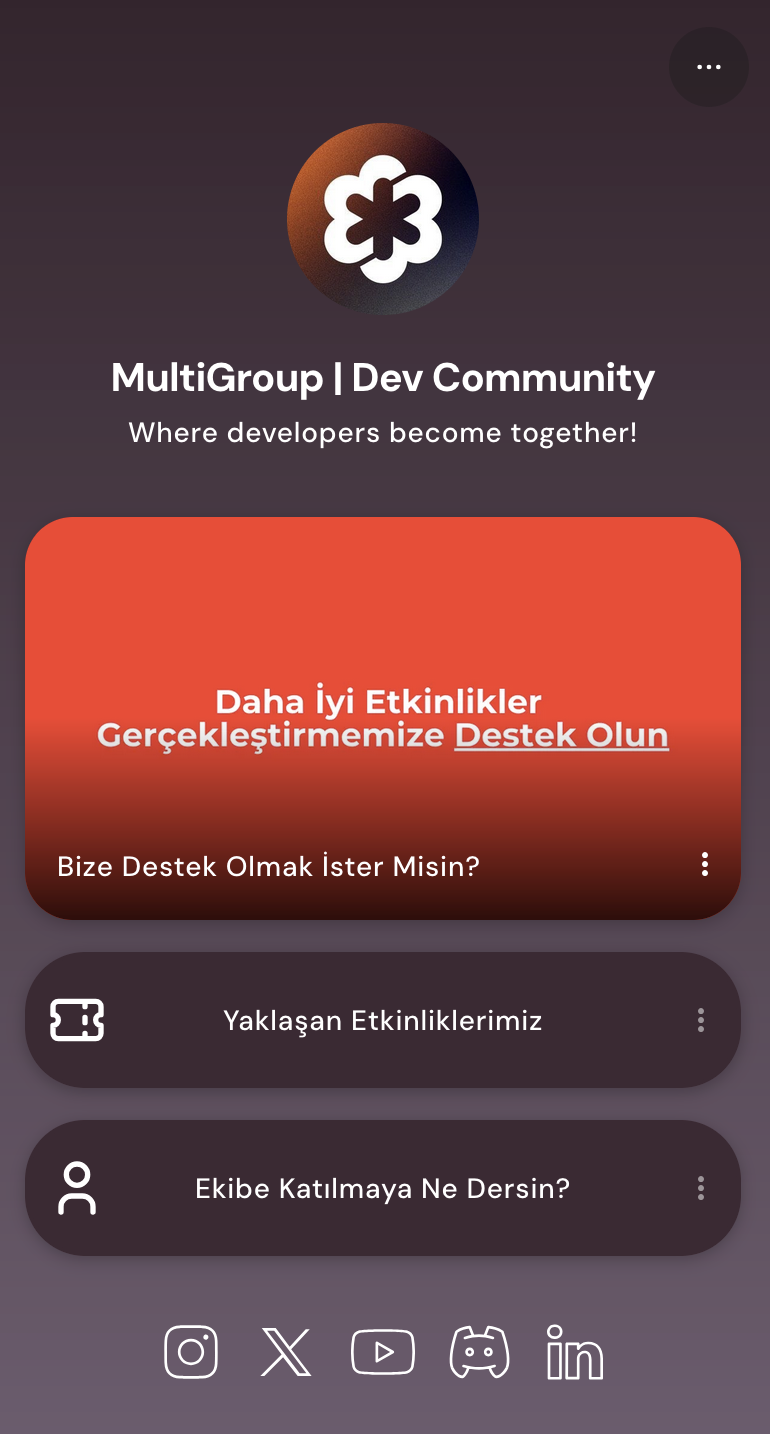 MultiGroup | Dev Community
Where developers become together!
Daha İyi Etkinlikler
Gerçekleştirmemize Destek Olun
Bize Destek Olmak İster Misin?
Yaklaşan Etkinliklerimiz
Ekibe Katılmaya Ne Dersin?